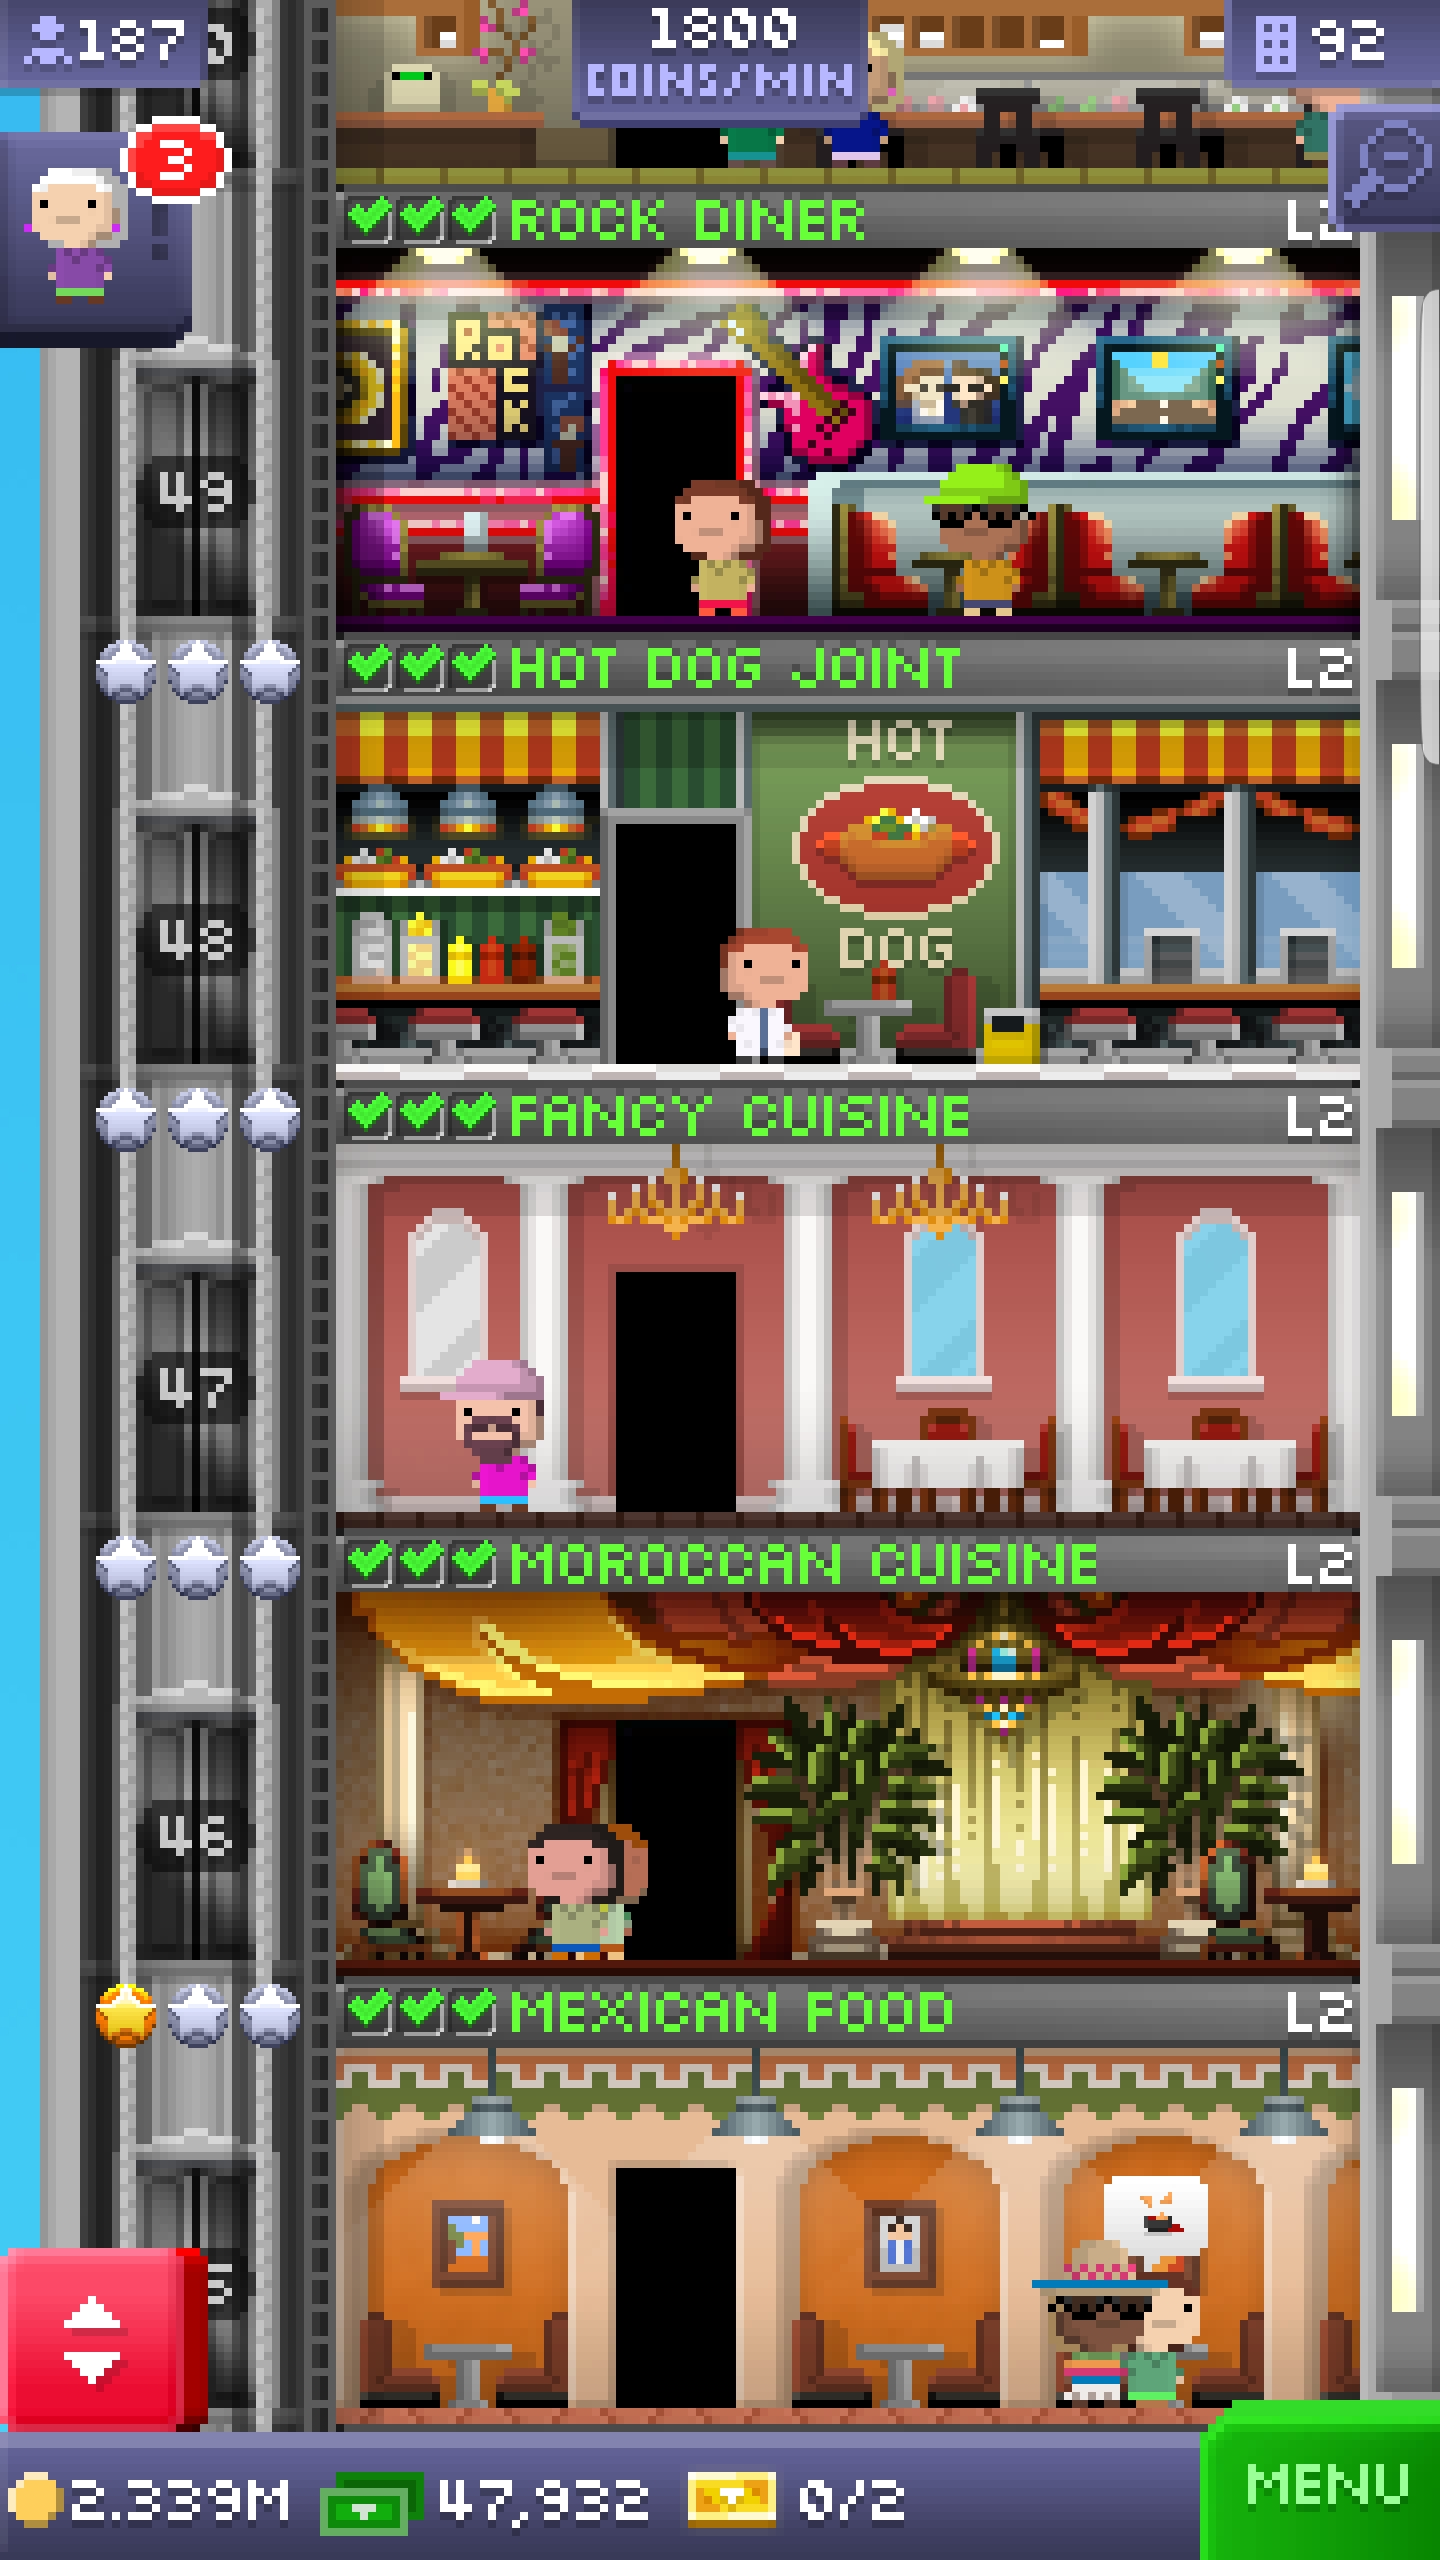 187
1800
COINS/MIN
92
3
ROCK DINER
Rock
49
HOT DOG JOINT L2
HOT
DOG
48
FANCY CUISINE L2
47
MOROCCAN CUISINE L2
46
MEXICAN FOOD L2
2.339M 47,932 0/2
MENU